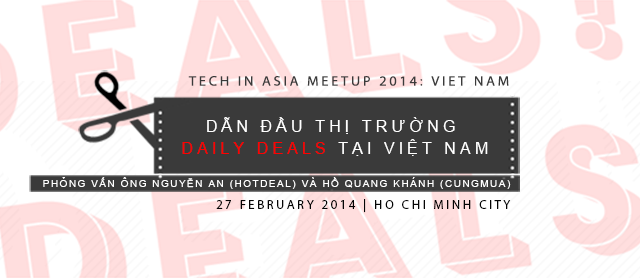 DEALS!
TECH IN ASIA MEETUP 2014: VIET NAM
DẪN ĐẦU THỊ TRƯỜNG
DAILY DEALS TẠI VIỆT NAM
PHỎNG VẤN ÔNG NGUYỄN AN (HOTDEAL) VÀ HỒ QUANG KHÁNH (CUNGMUA)
27 FEBRUARY 2014 | HO CHI MINH CITY
DEALS